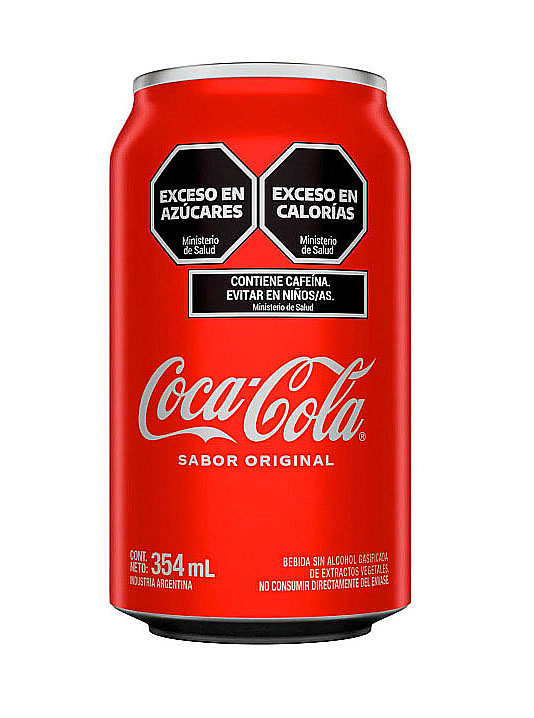 EXCESO EN
AZÚCARES
Ministerio
de Salud
EXCESO EN
CALORÍAS
Ministerio
de Salud
CONTIENE CAFEÍNA.
EVITAR EN NIÑOS/AS.
Ministerio de Salud
Coca-Cola®
SABOR ORIGINAL
CONT.
NETO: 354 mL
INDUSTRIA ARGENTINA
BEBIDA SIN ALCOHOL GASIFICADA
DE EXTRACTOS VEGETALES.
NO CONSUMIR DIRECTAMENTE DEL ENVASE.